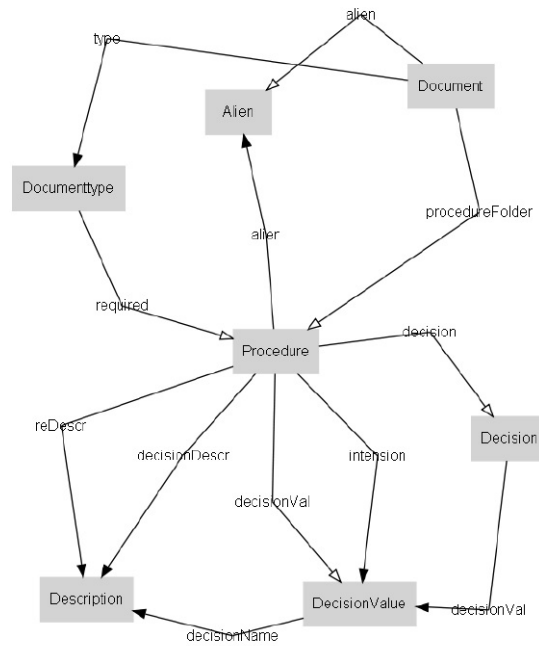 alien
type
Document
Alien
Documenttype
procedureFolder
alien
required
decision
Procedure
reDescr
decisionDescr
intension
Decision
decisionVal
Description
DecisionValue
decisionVal
decisionName